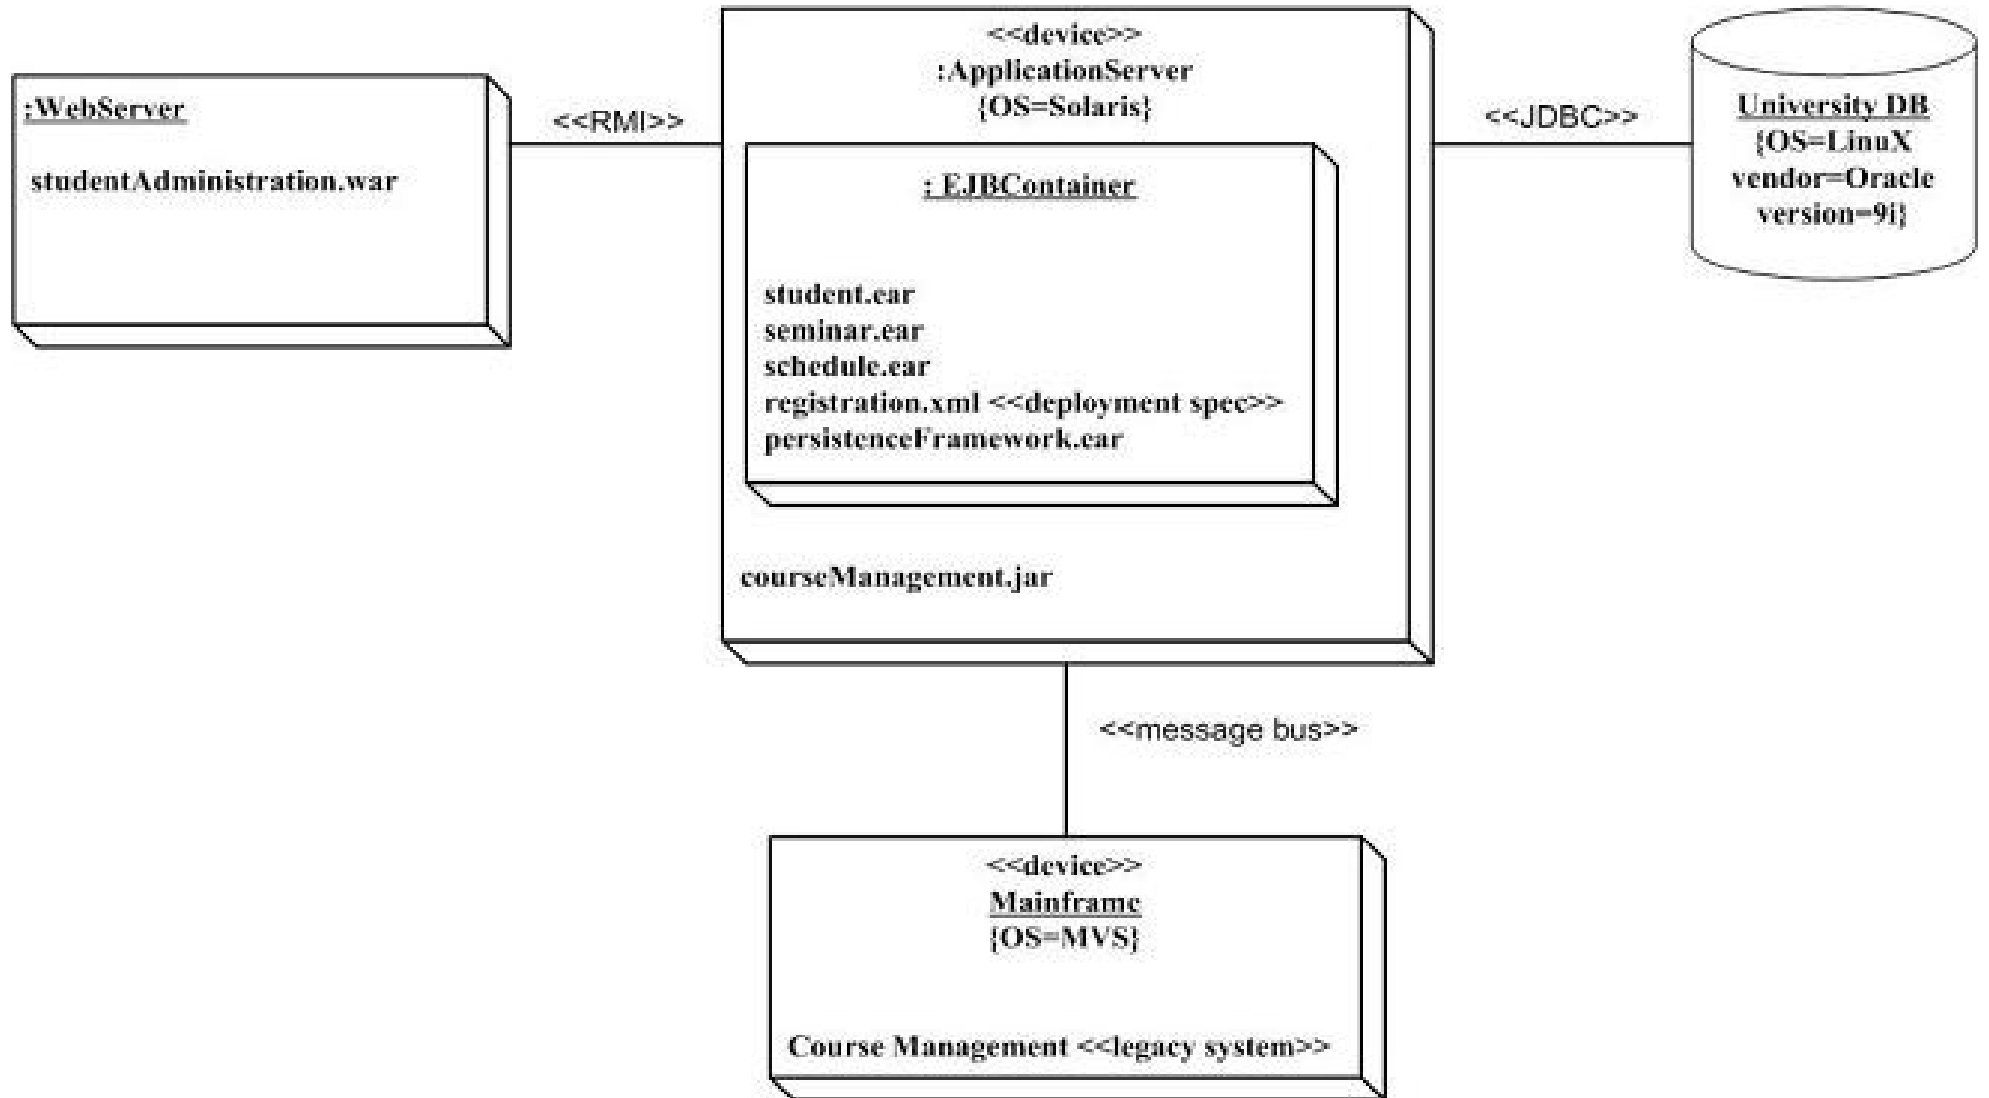 :WebServer
studentAdministration.war
<<RMI>>
<<device>>
:ApplicationServer
{OS=Solaris}
: EJBContainer
student.ear
seminar.ear
schedule.ear
registration.xml <<deployment spec>>
persistenceFramework.ear
courseManagement.jar
<<JDBC>>
University DB
{OS=LinuX
vendor=Oracle
version=9i}
<<message bus>>
<<device>>
Mainframe
{OS=MVS}
Course Management <<legacy system>>